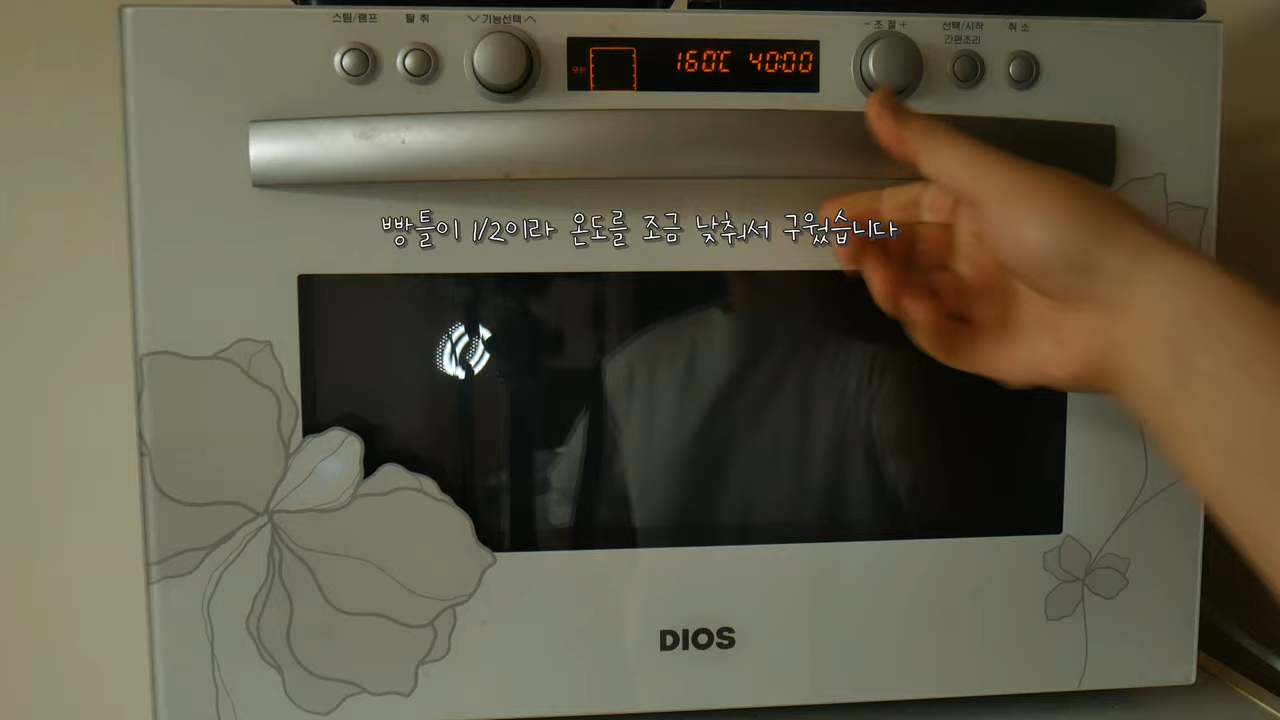 스팀/램프 탈취 기능선택 - 조절 + 선택/시작 취소
간편조리
160℃ 40:00
빵틀이 1/2이라 온도를 조금 낮춰서 구웠습니다
DIOS